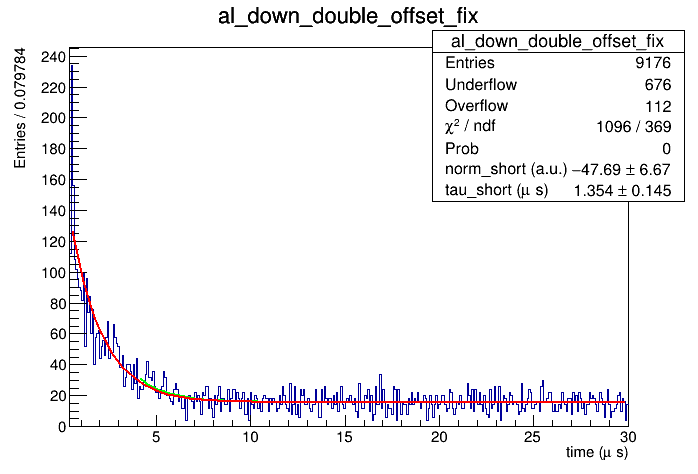 al_down_double_offset_fix
al_down_double_offset_fix
Entries 9176
Underflow 676
Overflow 112
χ² / ndf 1096 / 369
Prob 0
norm_short (a.u.) −47.69 ± 6.67
tau_short (μ s) 1.354 ± 0.145
Entries / 0.079784
240
220
200
180
160
140
120
100
80
60
40
20
0
5 10 15 20 25 30
time (μ s)